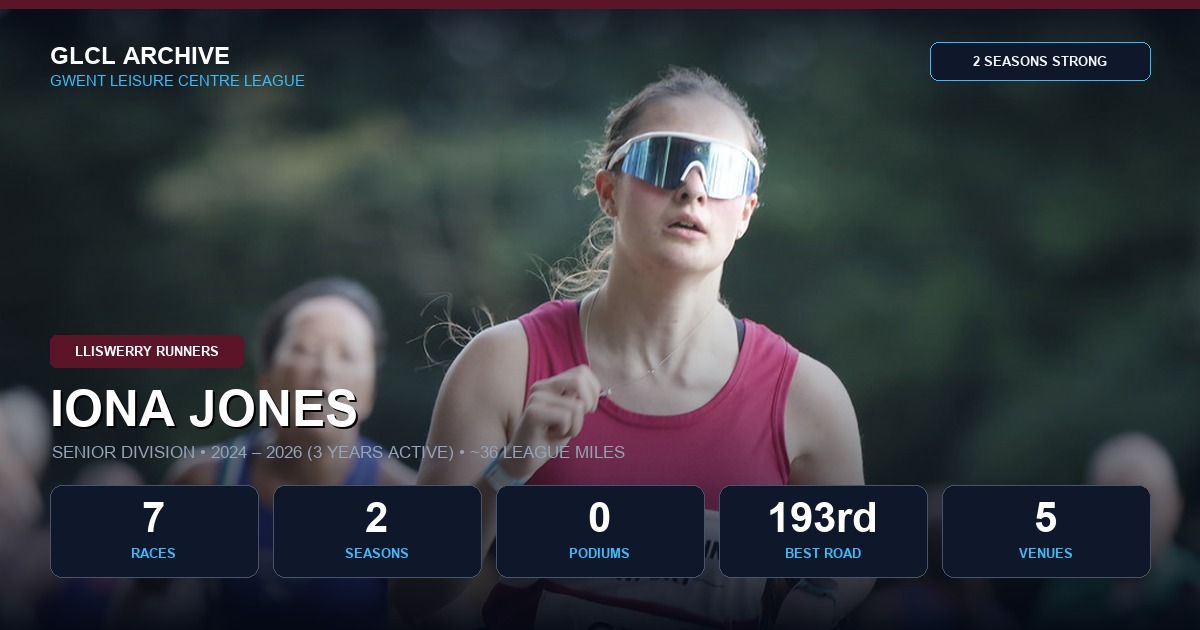 GLCL ARCHIVE
GWENT LEISURE CENTRE LEAGUE
2 SEASONS STRONG
LLISWERRY RUNNERS
IONA JONES
SENIOR DIVISION • 2024 – 2026 (3 YEARS ACTIVE) • ~36 LEAGUE MILES
7
RACES
2
SEASONS
0
PODIUMS
193rd
BEST ROAD
5
VENUES